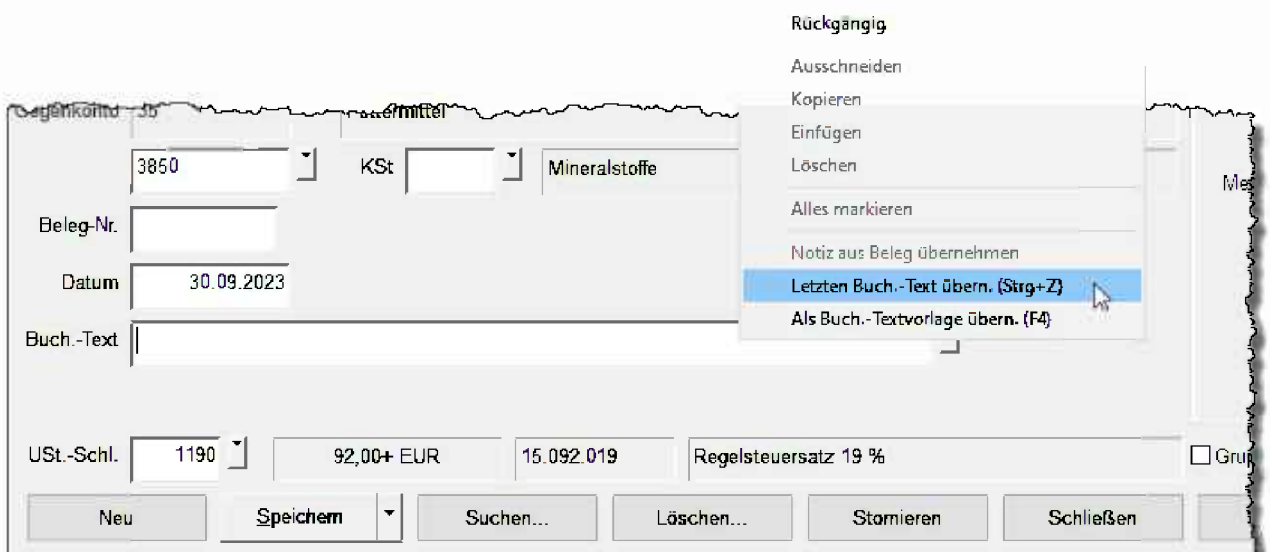 Rückgängig
Ausschneiden
Kopieren
Einfügen
Löschen
Alles markieren
Notiz aus Beleg übernehmen
Letzten Buch.-Text übern. (Strg+Z)
Als Buch.-Textvorlage übern. (F4)
Gegenkonto
3850 KSt Mineralstoffe
Beleg-Nr.
Datum 30.09.2023
Buch.-Text
USt.-Schl. 1190 92,00+ EUR 15.092.019 Regelsteuersatz 19 %
Neu Speichern Suchen... Löschen... Stornieren Schließen